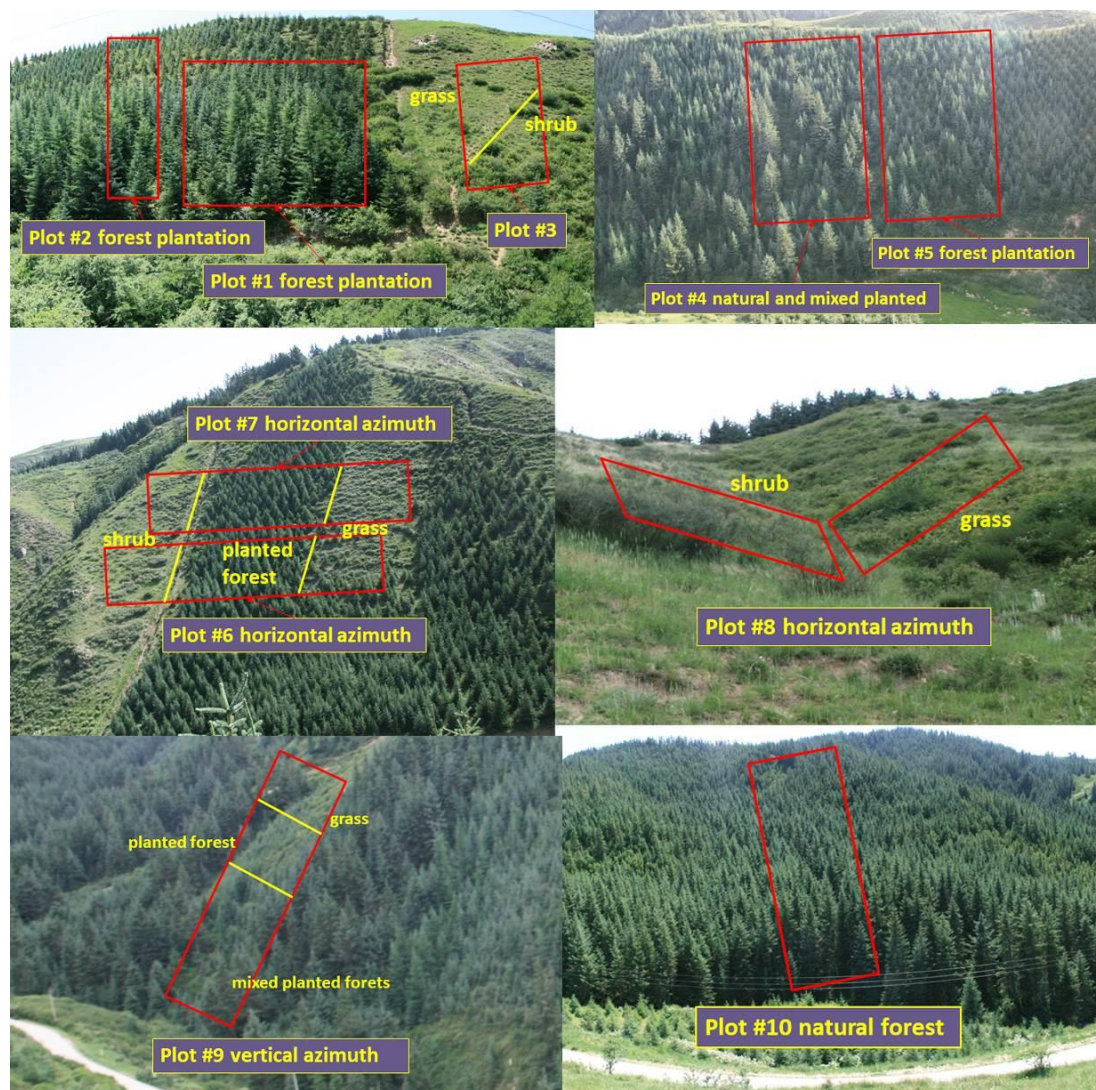 grass
shrub
Plot #2 forest plantation
Plot #1 forest plantation
Plot #3
Plot #4 natural and mixed planted
Plot #5 forest plantation
Plot #7 horizontal azimuth
shrub
grass
planted
forest
Plot #6 horizontal azimuth
shrub
grass
Plot #8 horizontal azimuth
grass
planted forest
mixed planted forets
Plot #9 vertical azimuth
Plot #10 natural forest